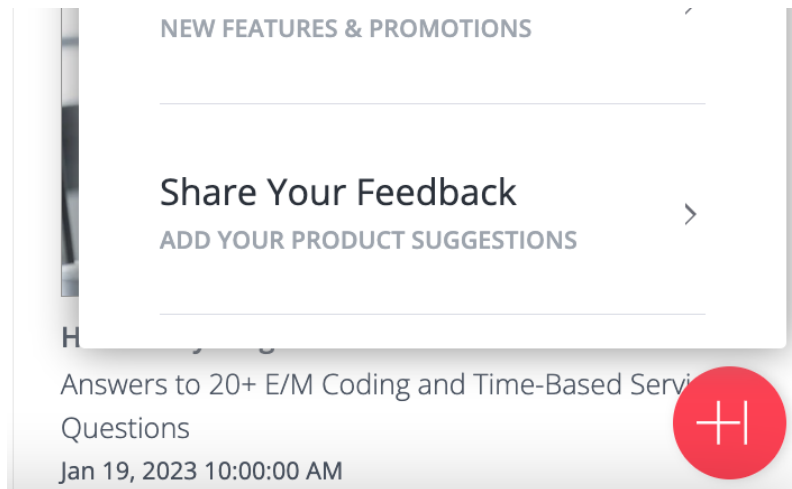 NEW FEATURES & PROMOTIONS
Share Your Feedback
ADD YOUR PRODUCT SUGGESTIONS
Answers to 20+ E/M Coding and Time-Based
Questions
Jan 19, 2023 10:00:00 AM